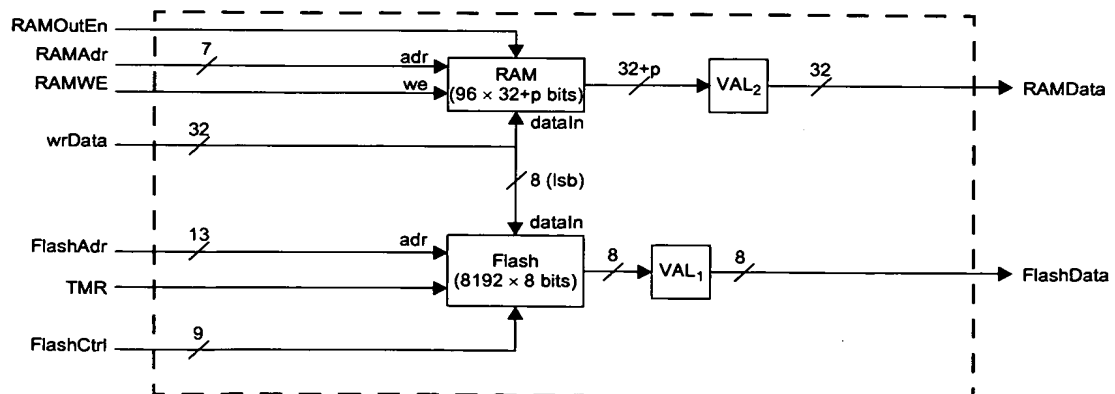 RAMOutEn
RAMAdr
7
adr
RAMWE
we
RAM
(96 × 32+p bits)
32+p
VAL2
32
RAMData
dataIn
wrData
32
8 (lsb)
dataIn
FlashAdr
13
adr
Flash
(8192 × 8 bits)
8
VAL1
8
FlashData
TMR
FlashCtrl
9